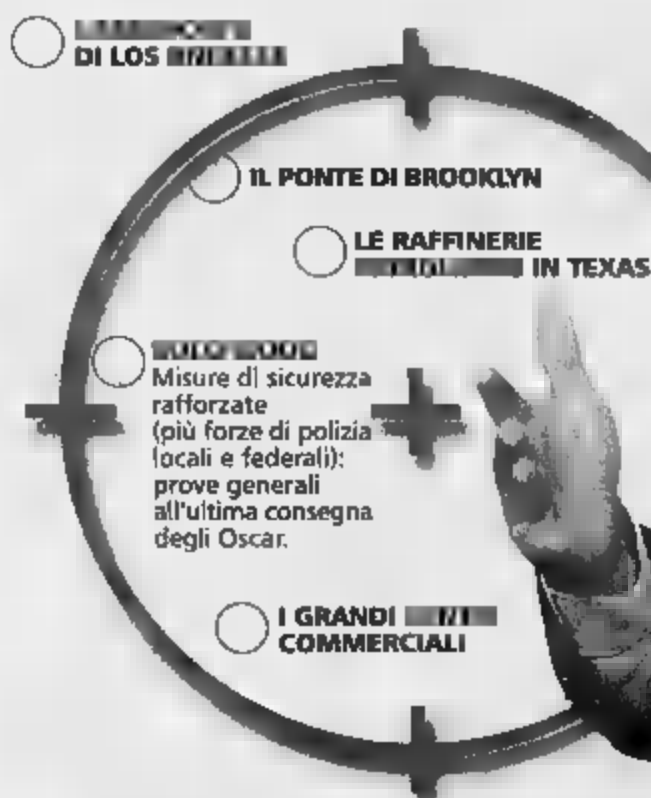 DI LOS
IL PONTE DI BROOKLYN
LE RAFFINERIE
IN TEXAS
Misure di sicurezza
rafforzate
(più forze di polizia
locali e federali):
prove generali
all'ultima consegna
degli Oscar.
I GRANDI
COMMERCIALI